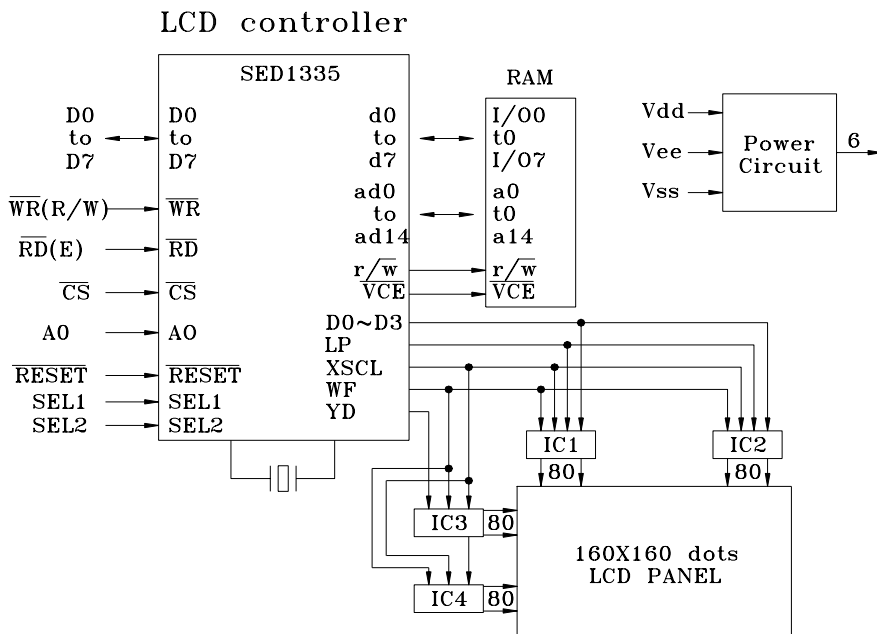 LCD controller
SED1335
RAM
D0
to
D7
D0
to
D7
d0
to
d7
I/O0
t0
I/O7
Vdd
Vee
Vss
Power
Circuit
6
WR(R/W)
WR
ad0
to
ad14
a0
t0
a14
RD(E)
RD
r/w
r/w
CS
CS
VCE
VCE
A0
A0
D0~D3
LP
XSCL
WF
YD
RESET
RESET
SEL1
SEL1
SEL2
SEL2
IC1
IC2
80
80
IC3
80
160X160 dots
LCD PANEL
IC4
80